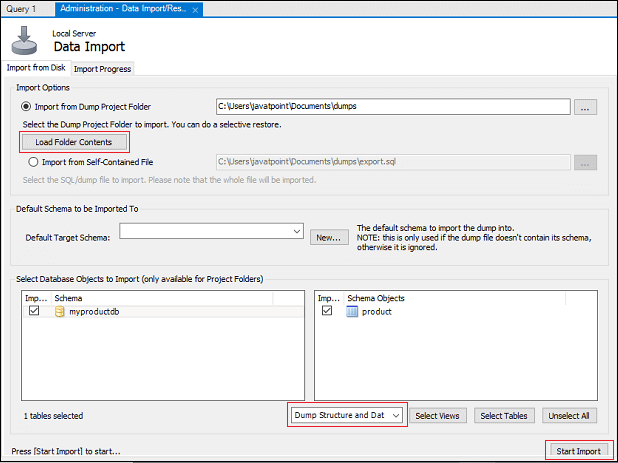 Query 1
Administration - Data Import/Res...
Local Server
Data Import
Import from Disk
Import Progress
Import Options
Import from Dump Project Folder
C:\Users\javatpoint\Documents\dumps
...
Select the Dump Project Folder to import. You can do a selective restore.
Load Folder Contents
Import from Self-Contained File
C:\Users\javatpoint\Documents\dumps\export.sql
...
Select the SQL/dump file to import. Please note that the whole file will be imported.
Default Schema to be Imported To
Default Target Schema:
New...
The default schema to import the dump into.
NOTE: this is only used if the dump file doesn't contain its schema,
otherwise it is ignored.
Select Database Objects to Import (only available for Project Folders)
Imp... Schema
myproductdb
Imp... Schema Objects
product
1 tables selected
Dump Structure and Dat
Select Views
Select Tables
Unselect All
Press [Start Import] to start...
Start Import